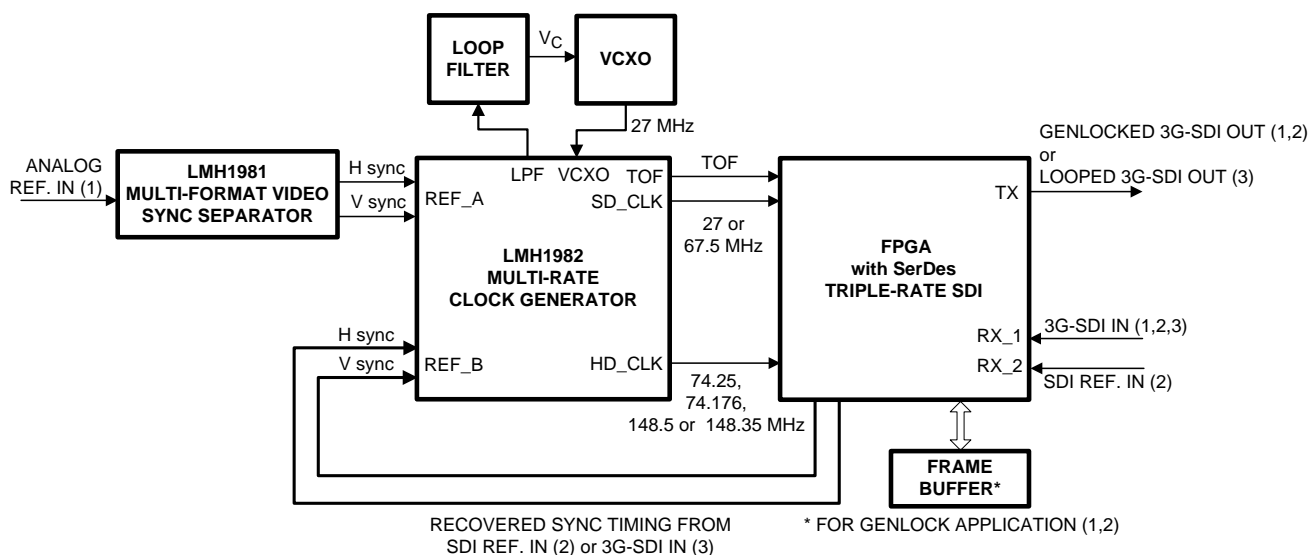 LOOP
FILTER
VC
VCXO
27 MHz
ANALOG
REF. IN (1)
LMH1981
MULTI-FORMAT VIDEO
SYNC SEPARATOR
H sync
V sync
LPF
VCXO
REF_A
TOF
SD_CLK
LMH1982
MULTI-RATE
CLOCK GENERATOR
H sync
V sync
REF_B
HD_CLK
TOF
27 or
67.5 MHz
74.25,
74.176,
148.5 or 148.35 MHz
FPGA
with SerDes
TRIPLE-RATE SDI
TX
RX_1
RX_2
GENLOCKED 3G-SDI OUT (1,2)
or
LOOPED 3G-SDI OUT (3)
3G-SDI IN (1,2,3)
SDI REF. IN (2)
FRAME
BUFFER*
RECOVERED SYNC TIMING FROM
SDI REF. IN (2) or 3G-SDI IN (3)
* FOR GENLOCK APPLICATION (1,2)